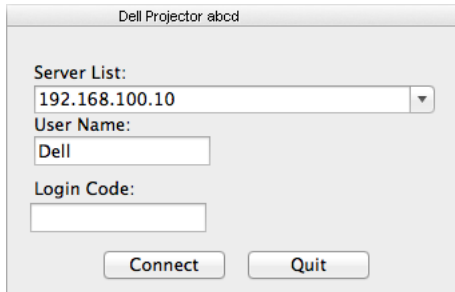 Dell Projector abcd
Server List:
192.168.100.10
User Name:
Dell
Login Code:
Connect Quit